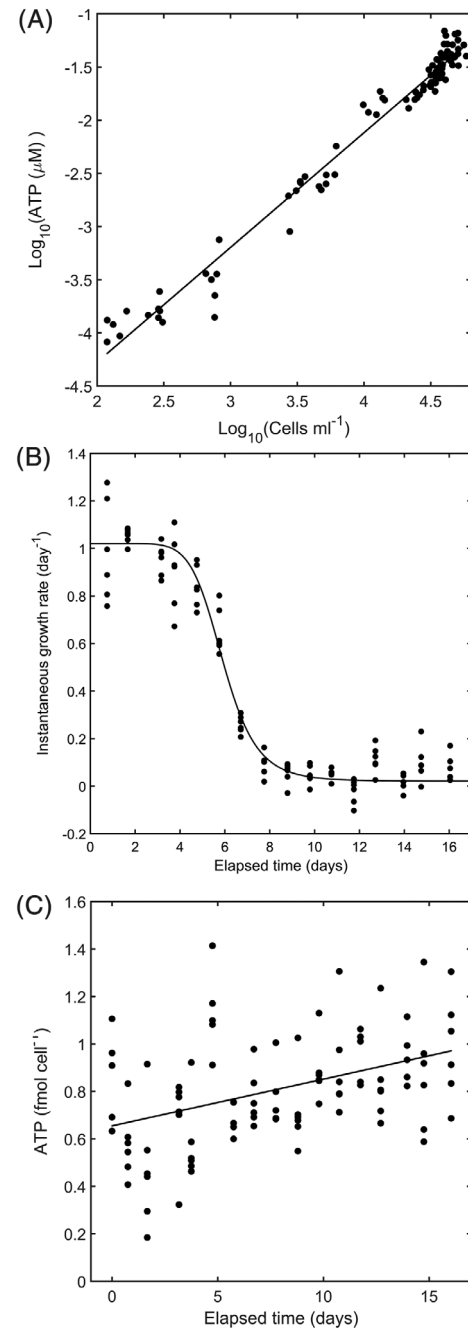 (A)
-1
-1.5
-2
-2.5
-3
-3.5
-4
-4.5
Log10(ATP (μM))
2 2.5 3 3.5 4 4.5
Log10(Cells ml-1)
(B)
1.4
1.2
1
0.8
0.6
0.4
0.2
0
-0.2
Instantaneous growth rate (day-1)
0 2 4 6 8 10 12 14 16
Elapsed time (days)
(C)
1.6
1.4
1.2
1
0.8
0.6
0.4
0.2
0
ATP (fmol cell-1)
0 5 10 15
Elapsed time (days)